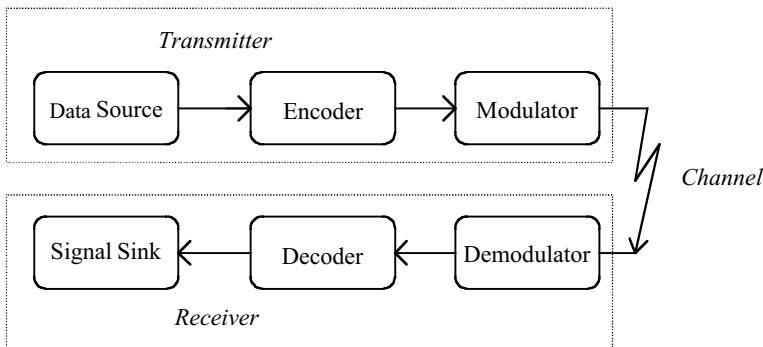 Transmitter
Data Source
Encoder
Modulator
Channel
Signal Sink
Decoder
Demodulator
Receiver